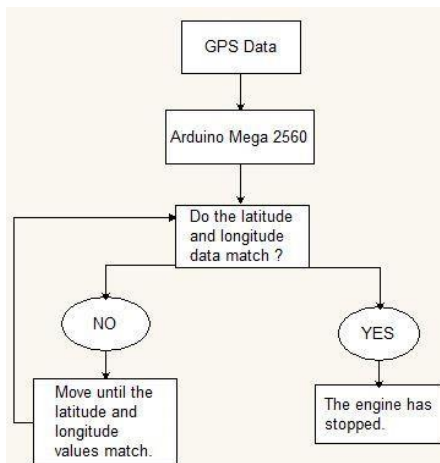 GPS Data
Arduino Mega 2560
Do the latitude
and longitude
data match ?
NO
YES
Move until the
latitude and
longitude
values match.
The engine has
stopped.